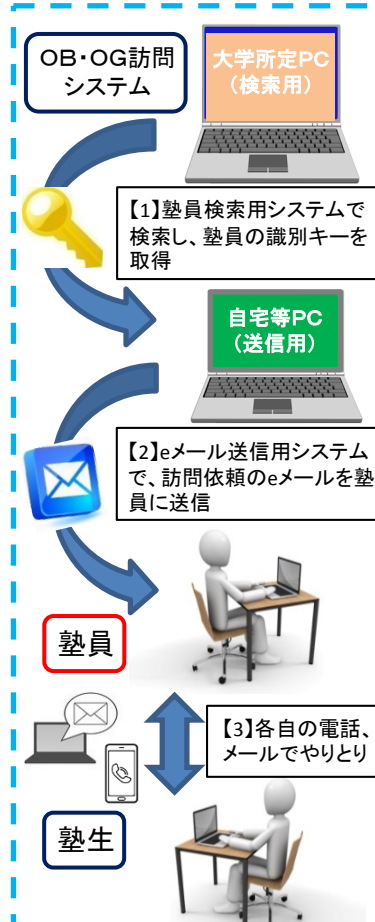 OB・OG訪問
システム
大学所定PC
（検索用）
【1】塾員検索用システムで
検索し、塾員の識別キーを
取得
自宅等PC
（送信用）
【2】eメール送信用システム
で、訪問依頼のeメールを塾
員に送信
塾員
【3】各自の電話、
メールでやりとり
塾生